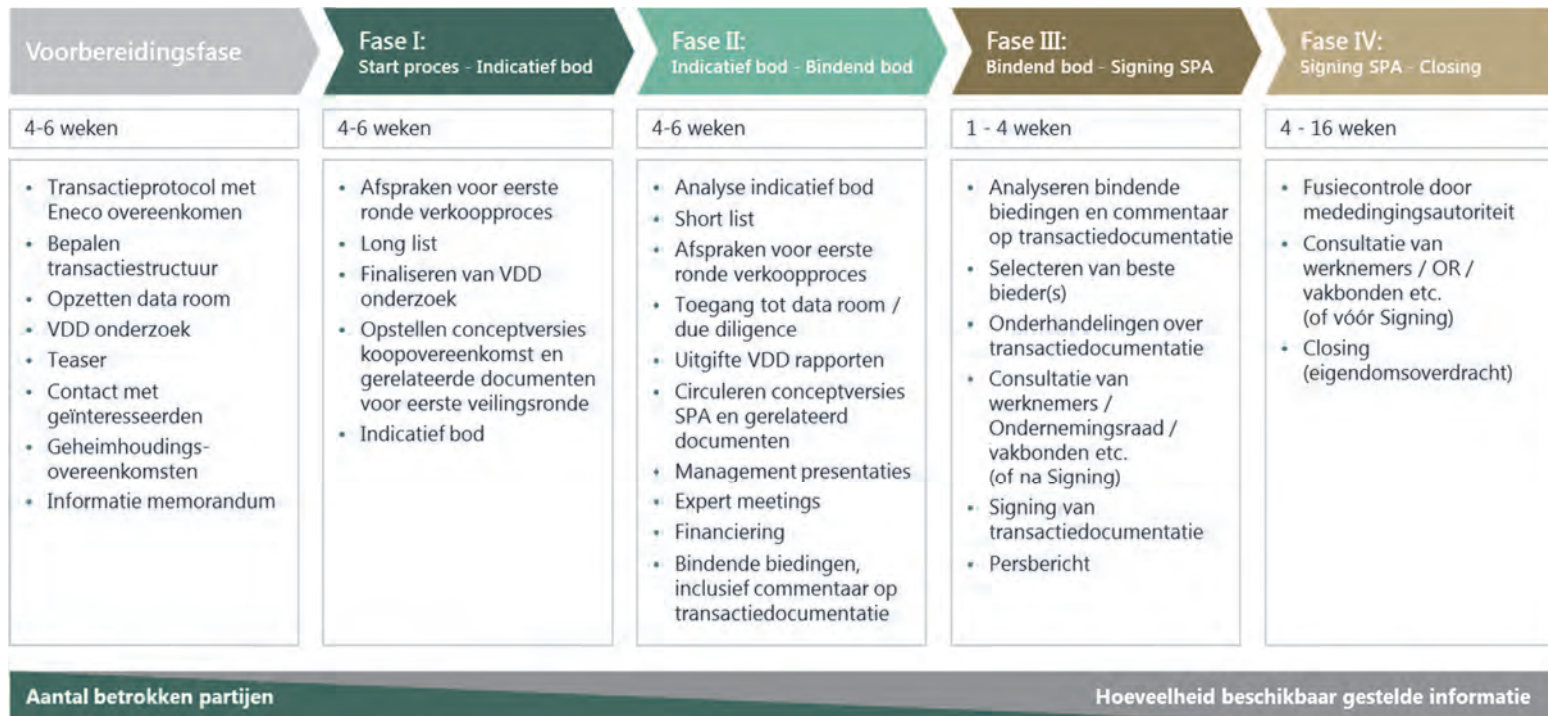 Voorbereidingsfase
4-6 weken
• Transactieprotocol met
Eneco overeenkomen
• Bepalen
transactiestructuur
• Opzetten data room
• VDD onderzoek
• Teaser
• Contact met
geïnteresseerden
• Geheimhoudings-
overeenkomsten
• Informatie memorandum
Fase I:
Start proces - Indicatief bod
4-6 weken
• Afspraken voor eerste
ronde verkoopproces
• Long list
• Finaliseren van VDD
onderzoek
• Opstellen conceptversies
koopovereenkomst en
gerelateerde documenten
voor eerste veilingsronde
• Indicatief bod
Fase II:
Indicatief bod - Bindend bod
4-6 weken
• Analyse indicatief bod
• Short list
• Afspraken voor eerste
ronde verkoopproces
• Toegang tot data room /
due diligence
• Uitgifte VDD rapporten
• Circuleren conceptversies
SPA en gerelateerd
documenten
• Management presentaties
• Expert meetings
• Financiering
• Bindende biedingen,
inclusief commentaar op
transactiedocumentatie
Fase III:
Bindend bod - Signing SPA
1 - 4 weken
• Analyseren bindende
biedingen en commentaar
op transactiedocumentatie
• Selecteren van beste
bieder(s)
• Onderhandelingen over
transactiedocumentatie
• Consultatie van
werknemers /
Ondernemingsraad /
vakbonden etc.
(of na Signing)
• Signing van
transactiedocumentatie
• Persbericht
Fase IV:
Signing SPA - Closing
4 - 16 weken
• Fusiecontrole door
mededingingsautoriteit
• Consultatie van
werknemers / OR /
vakbonden etc.
(of vóór Signing)
• Closing
(eigendomsoverdracht)
Aantal betrokken partijen
Hoeveelheid beschikbaar gestelde informatie